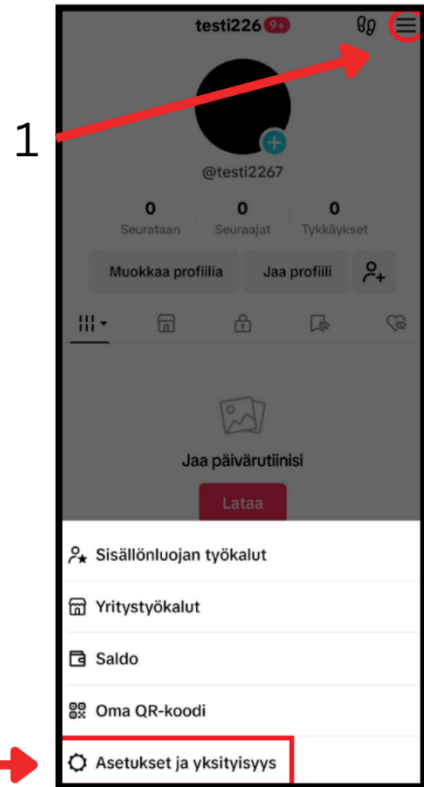 testi226 9+
1
@testi2267
0 0 0
Seurataan Seuraajat Tykkäykset
Muokkaa profiilia Jaa profiili
Jaa päivärutiinisi
Lataa
Sisällönluojan työkalut
Yritystyökalut
Saldo
Oma QR-koodi
Asetukset ja yksityisyys